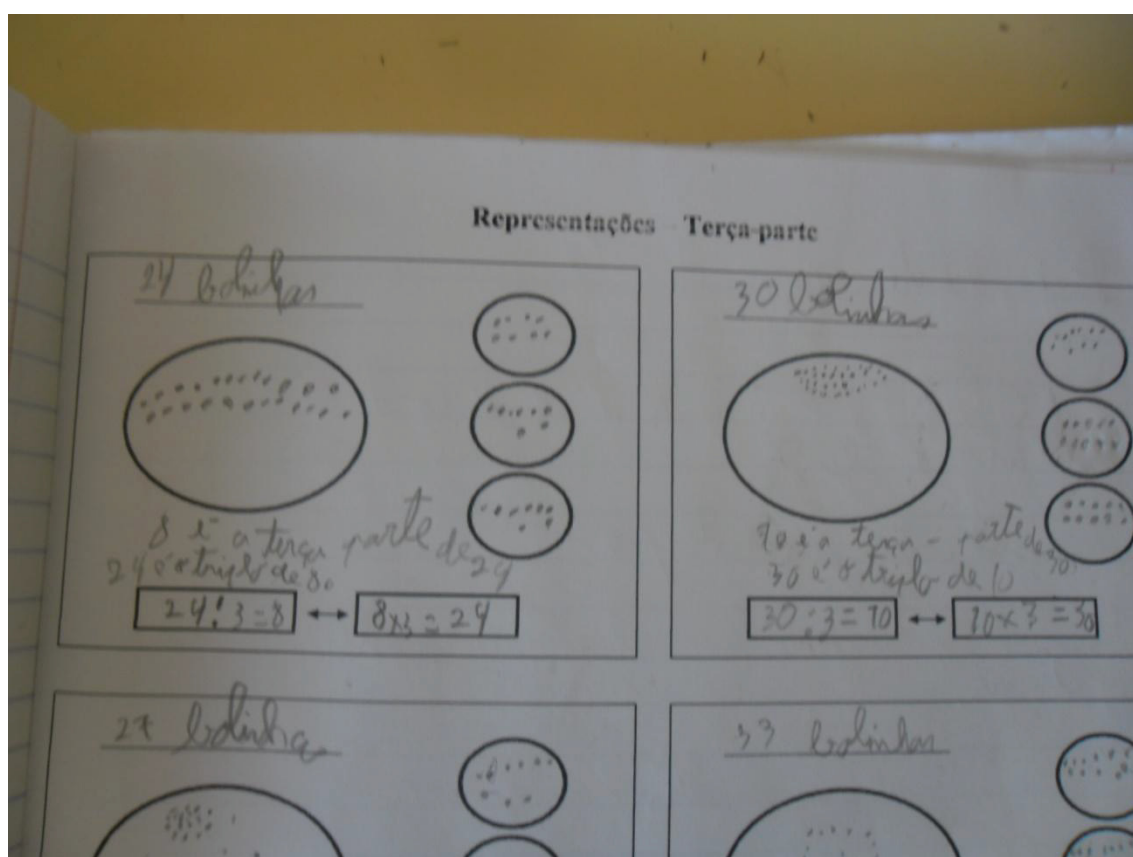 Representações Terça-parte
24 bolinhas
8 é a terça parte de 24
24 é o triplo de 8.
24:3=8
8x3=24
30 bolinhas
10 é a terça-parte de 30
30 é o triplo de 10
30:3=10
10x3=30
27 bolinhas
33 bolinhas